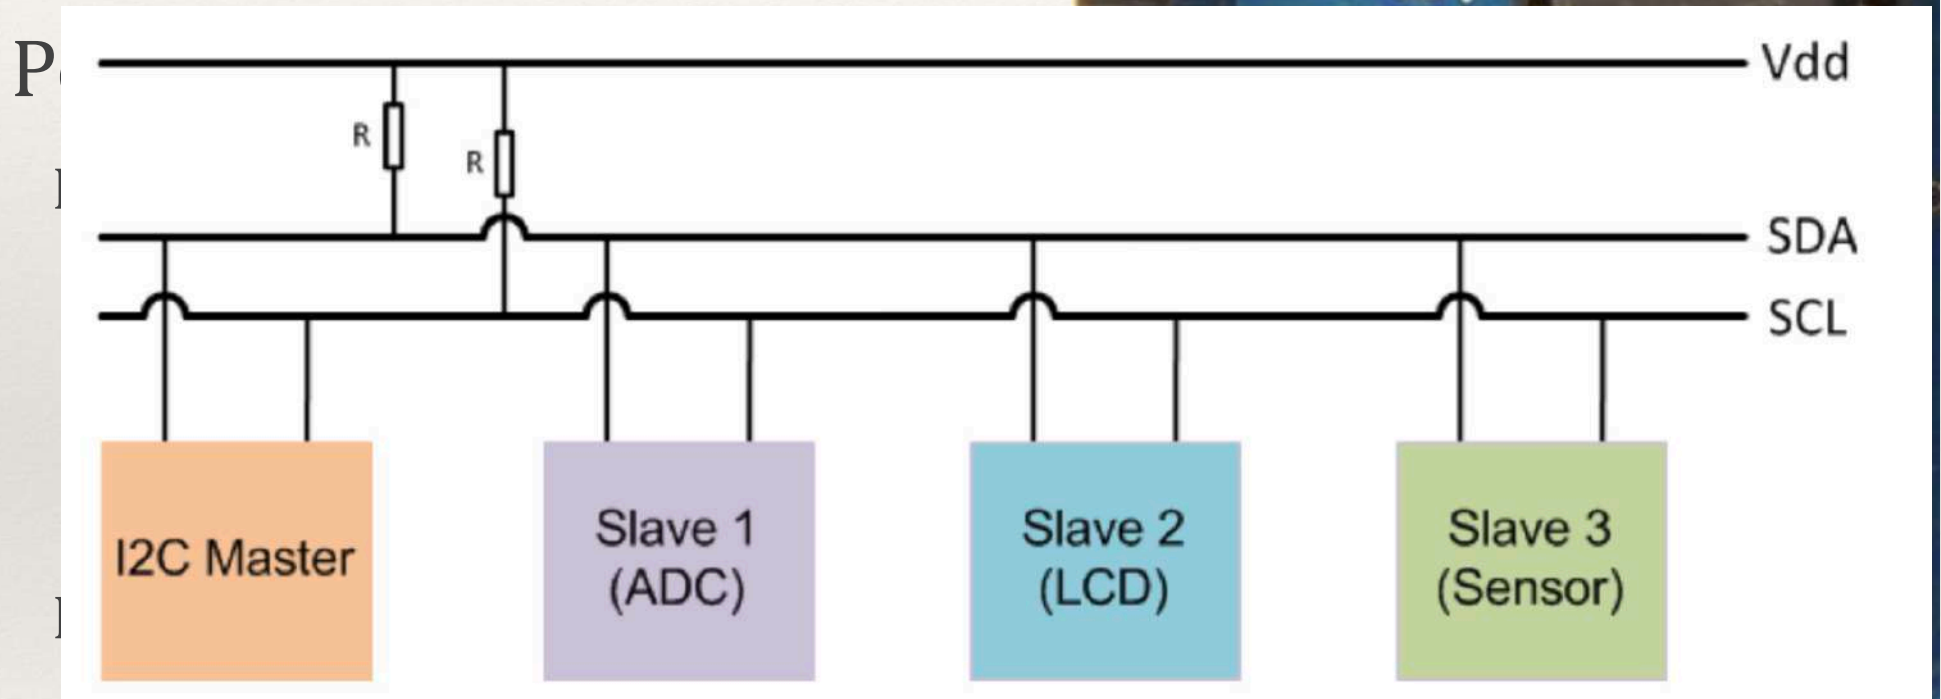 Vdd
R
R
SDA
SCL
I2C Master
Slave 1
(ADC)
Slave 2
(LCD)
Slave 3
(Sensor)